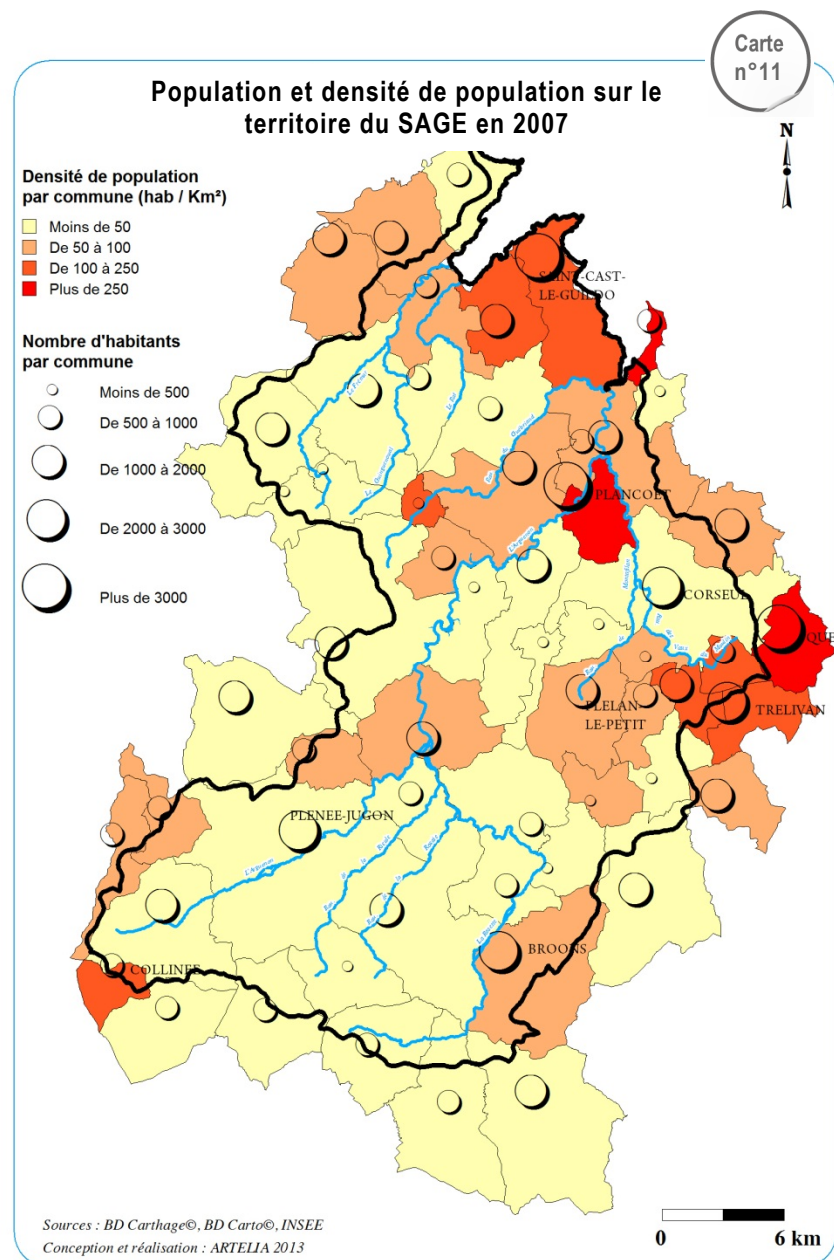 Carte
n°11
Population et densité de population sur le
territoire du SAGE en 2007
N
Densité de population
par commune (hab / Km²)
Moins de 50
De 50 à 100
De 100 à 250
Plus de 250
Nombre d'habitants
par commune
Moins de 500
De 500 à 1000
De 1000 à 2000
De 2000 à 3000
Plus de 3000
SAINT-CAST-
LE-GUILDO
PLANCOET
CORSEUL
QUE
TRELIVAN
PLELAN-
LE-PETIT
PLENEE-JUGON
BROONS
COLLINEE
L'Arguenon
L'Arguenon
Sources : BD Carthage©, BD Carto©, INSEE
Conception et réalisation : ARTELIA 2013
0 6 km